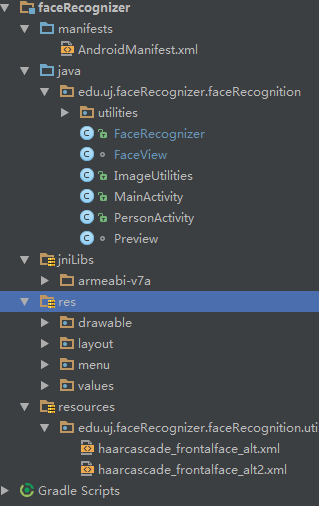 faceRecognizer
manifests
AndroidManifest.xml
java
edu.uj.faceRecognizer.faceRecognition
utilities
FaceRecognizer
FaceView
ImageUtilities
MainActivity
PersonActivity
Preview
jniLibs
armeabi-v7a
res
drawable
layout
menu
values
resources
edu.uj.faceRecognizer.faceRecognition.uti
haarcascade_frontalface_alt.xml
haarcascade_frontalface_alt2.xml
Gradle Scripts